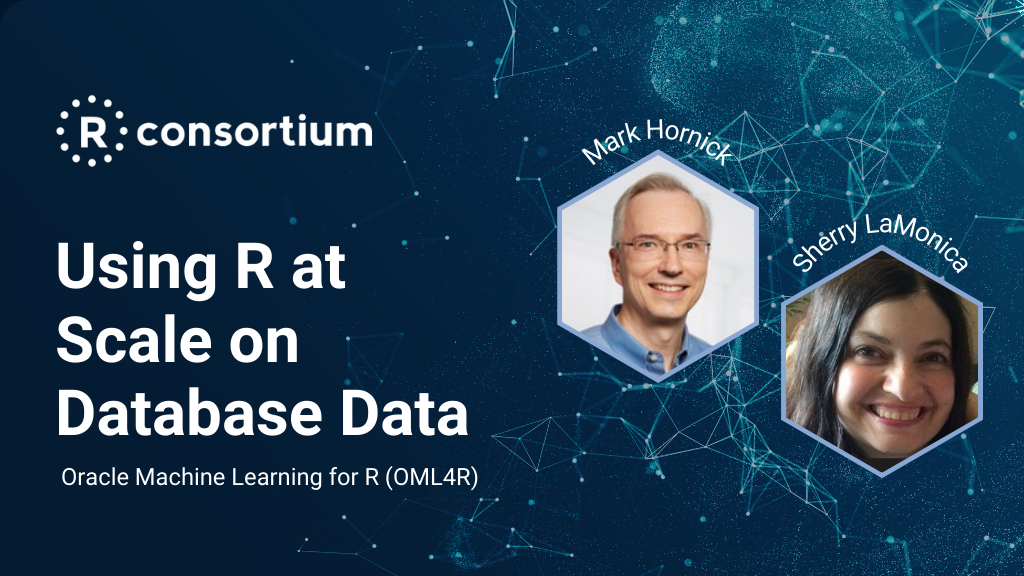 R consortium
Using R at
Scale on
Database Data
Oracle Machine Learning for R (OML4R)
Mark Hornick
Sherry LaMonica